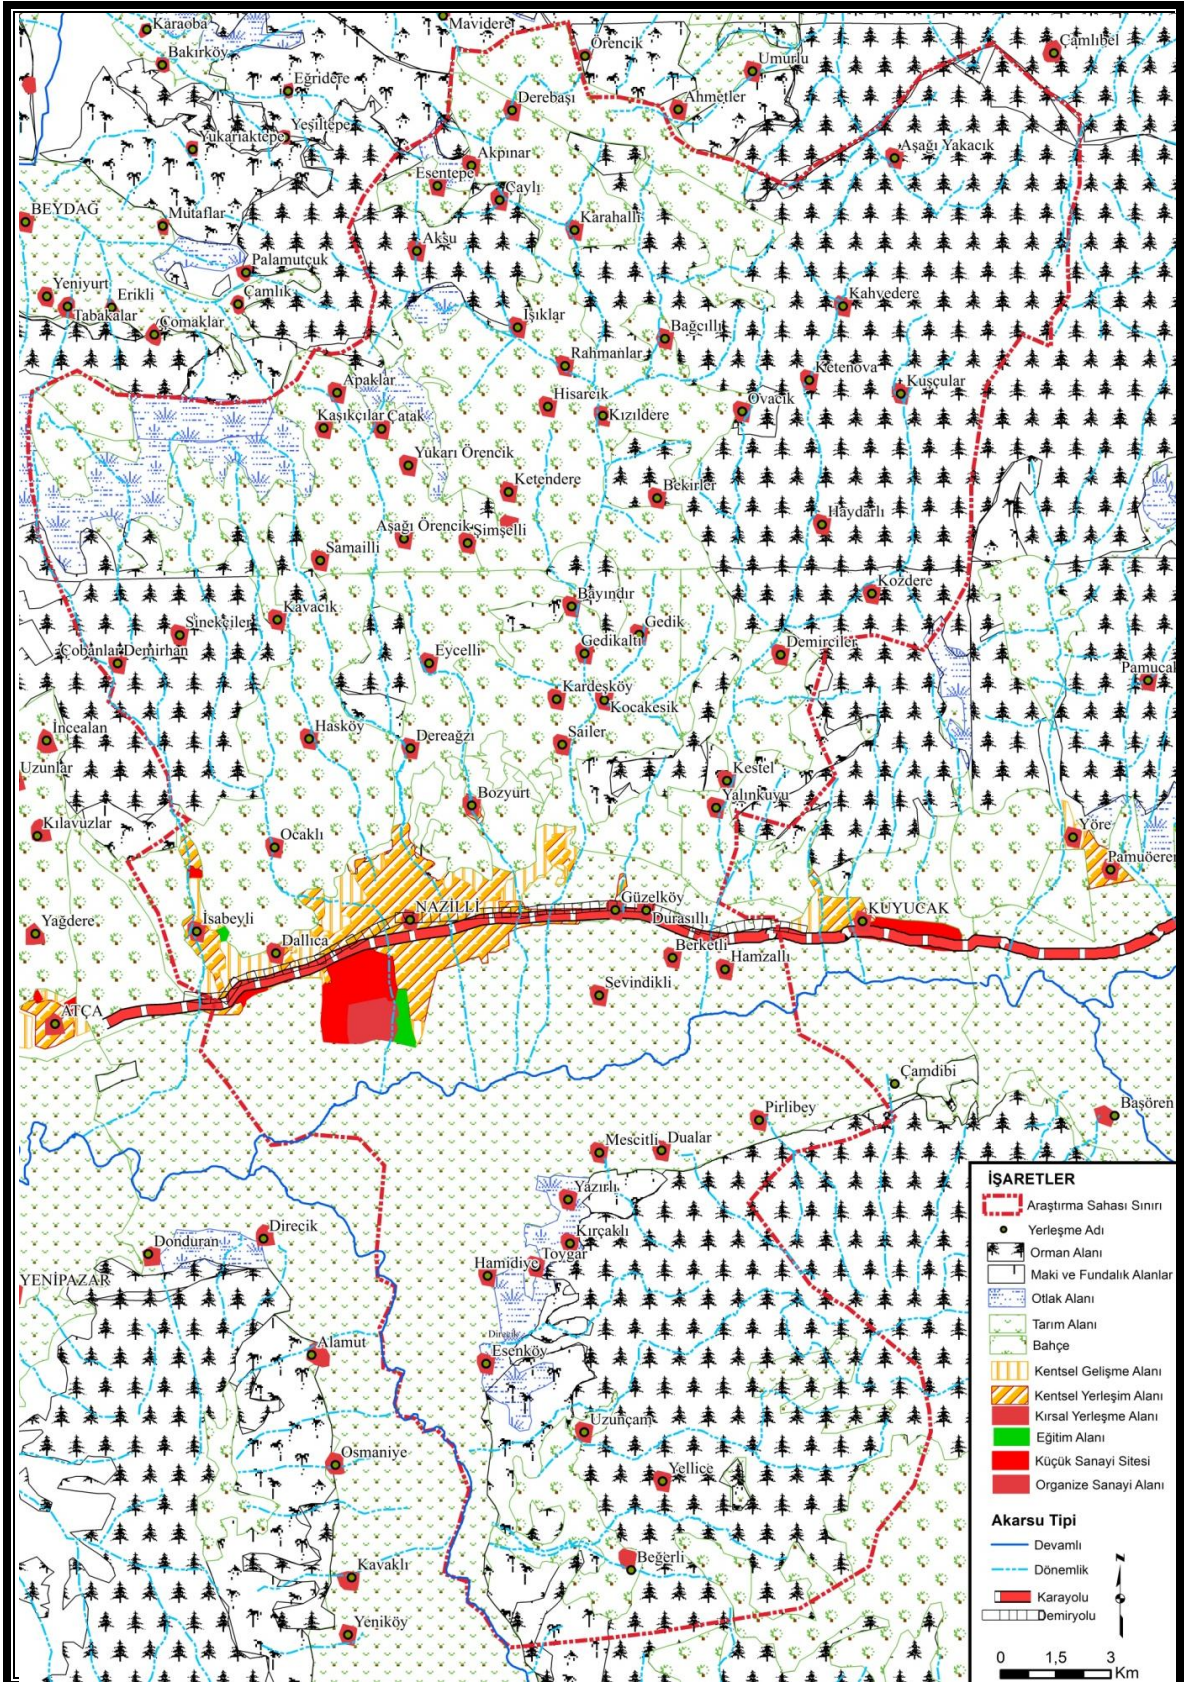 Karaoba
Mavidere
Bakırköy
Örencik
Çamlıbel
Umurlu
Eğridere
Derebaşı
Ahmetler
Yeşiltepe
Yukarıaktepe
Aşağı Yakacık
Akpınar
Esentepe
Çaylı
BEYDAĞ
Mutaflar
Karahallı
Aksu
Palamutçuk
Yeniyurt
Erikli
Çamlık
Tabakalar
Çomaklar
Kahvedere
Işıklar
Bağcıllı
Rahmanlar
Apaklar
Ketenova
Kuşçular
Hisarcık
Ovacık
Kaşıkçılar
Çatak
Kızıldere
Yukarı Örencik
Ketendere
Bekirler
Haydarlı
Aşağı Örencik
Şimşelli
Samailli
Kozdere
Kavacık
Bayındır
Sinekçiler
Gedik
Gedikaltı
Demirciler
Çobanlar
Demirhan
Eycelli
Pamucak
Kardeşköy
Kocakesik
İncealan
Hasköy
Dereağzı
Sailer
Uzunlar
Kestel
Bozyurt
Yalınkuyu
Kılavuzlar
Ocaklı
Yöre
Pamuören
Yağdere
İsabeyli
NAZİLLİ
Güzelköy
Durasıllı
KUYUCAK
Dallıca
Berketli
Hamzallı
Sevindikli
ATÇA
Çamdibi
Pirlibey
Başören
Mescitli
Dualar
Yazırlı
Direcik
Donduran
Kırçaklı
Toygar
Hamidiye
YENİPAZAR
Direcik
Alamut
Esenköy
Uzunçam
Osmaniye
Yellice
Beğerli
Kavaklı
Yeniköy
İŞARETLER
Araştırma Sahası Sınırı
Yerleşme Adı
Orman Alanı
Maki ve Fundalık Alanlar
Otlak Alanı
Tarım Alanı
Bahçe
Kentsel Gelişme Alanı
Kentsel Yerleşim Alanı
Kırsal Yerleşme Alanı
Eğitim Alanı
Küçük Sanayi Sitesi
Organize Sanayi Alanı
Akarsu Tipi
Devamlı
Dönemlik
Karayolu
Demiryolu
N
0 1,5 3
Km